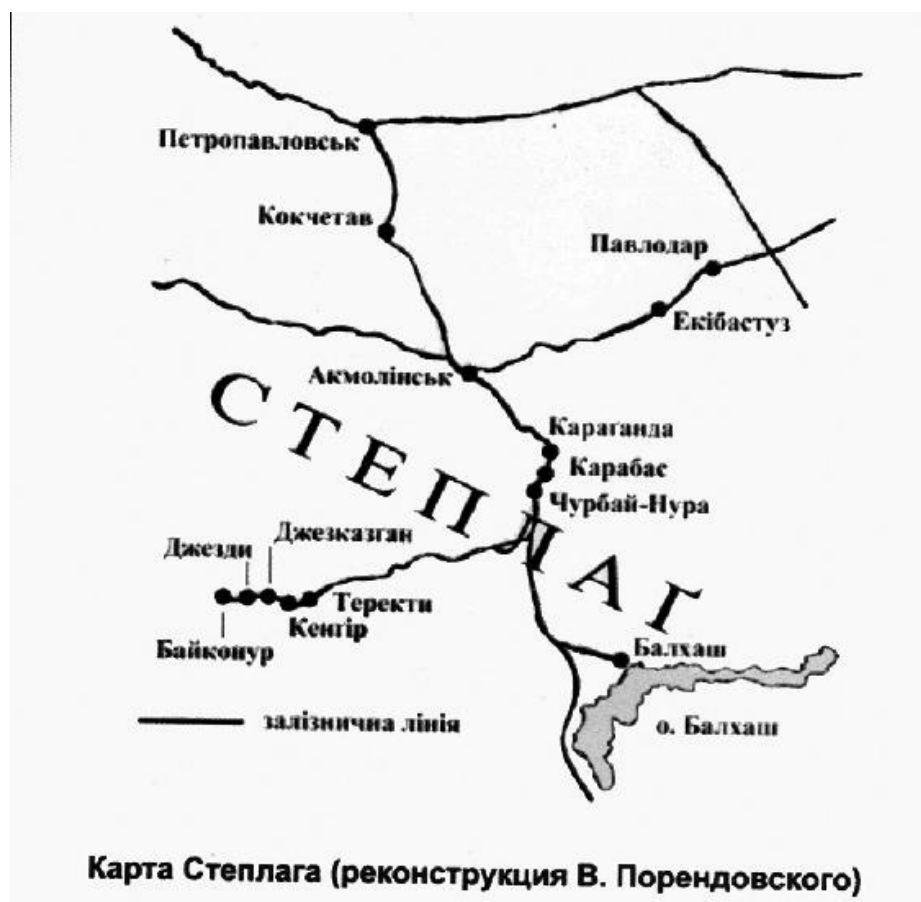 Петропавловськ
Кокчетав
Павлодар
Екібастуз
Акмолінськ
СТЕПЛАГ
Караганда
Карабас
Чурбай-Нура
Джезказган
Джезди
Теректи
Кенгір
Байконур
Балхаш
залізнична лінія
о. Балхаш
Карта Степлага (реконструкция В. Порендовского)